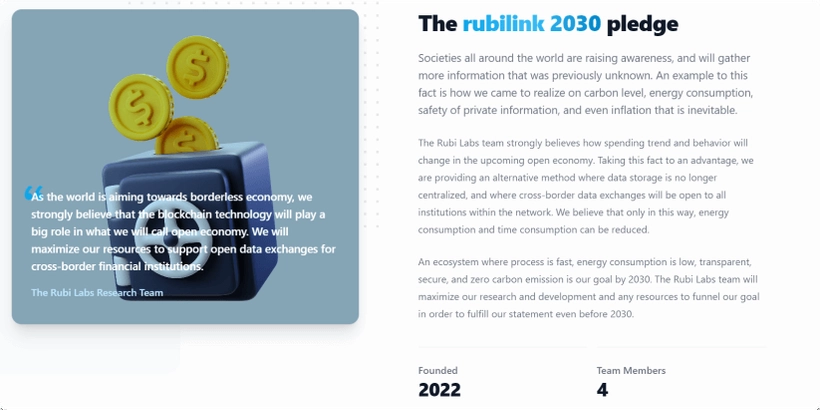 As the world is aiming towards borderless economy, we
strongly believe that the blockchain technology will play a
big role in what we will call open economy. We will
maximize our resources to support open data exchanges for
cross-border financial institutions.
The Rubi Labs Research Team
The rubilink 2030 pledge
Societies all around the world are raising awareness, and will gather
more information that was previously unknown. An example to this
fact is how we came to realize on carbon level, energy consumption,
safety of private information, and even inflation that is inevitable.
The Rubi Labs team strongly believes how spending trend and behavior will
change in the upcoming open economy. Taking this fact to an advantage, we
are providing an alternative method where data storage is no longer
centralized, and where cross-border data exchanges will be open to all
institutions within the network. We believe that only in this way, energy
consumption and time consumption can be reduced.
An ecosystem where process is fast, energy consumption is low, transparent,
secure, and zero carbon emission is our goal by 2030. The Rubi Labs team will
maximize our research and development and any resources to funnel our goal
in order to fulfill our statement even before 2030.
Founded
2022
Team Members
4